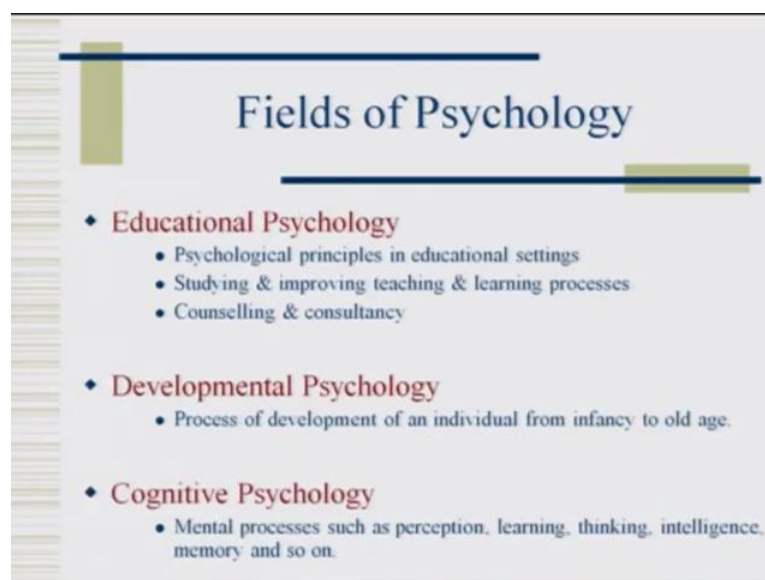 Fields of Psychology
Educational Psychology
Psychological principles in educational settings
Studying & improving teaching & learning processes
Counselling & consultancy
Developmental Psychology
Process of development of an individual from infancy to old age.
Cognitive Psychology
Mental processes such as perception, learning, thinking, intelligence,
memory and so on.